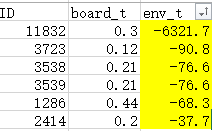 ID board_t env_t
11832 0.3 -6321.7
3723 0.12 -90.8
3538 0.21 -76.6
3539 0.21 -76.6
1286 0.44 -68.3
2414 0.2 -37.7